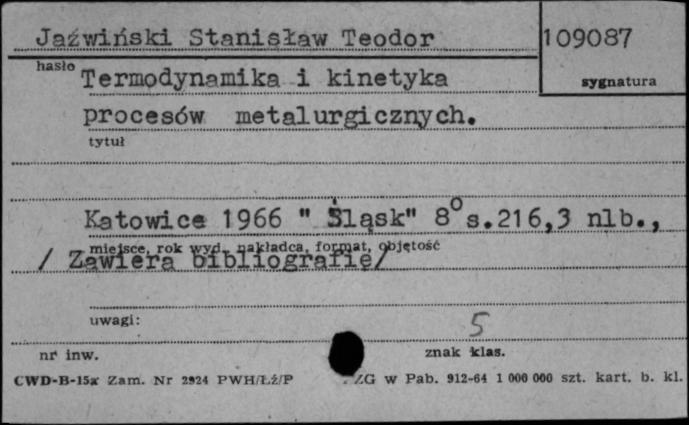 Jaźwiński Stanisław Teodor 109087
hasło sygnatura
Termodynamika i kinetyka
procesów metalurgicznych.
tytuł
Katowice 1966 " Śląsk" 8° s.216,3 nlb.,
miejsce, rok wyd., nakładca, format, objętość
/ Zawiera bibliografię/
uwagi: 5
nr inw. znak klas.
CWD-B-15a Zam. Nr 2924 PWH/Łź/P ZG w Pab. 912-64 1 000 000 szt. kart. b. kl.